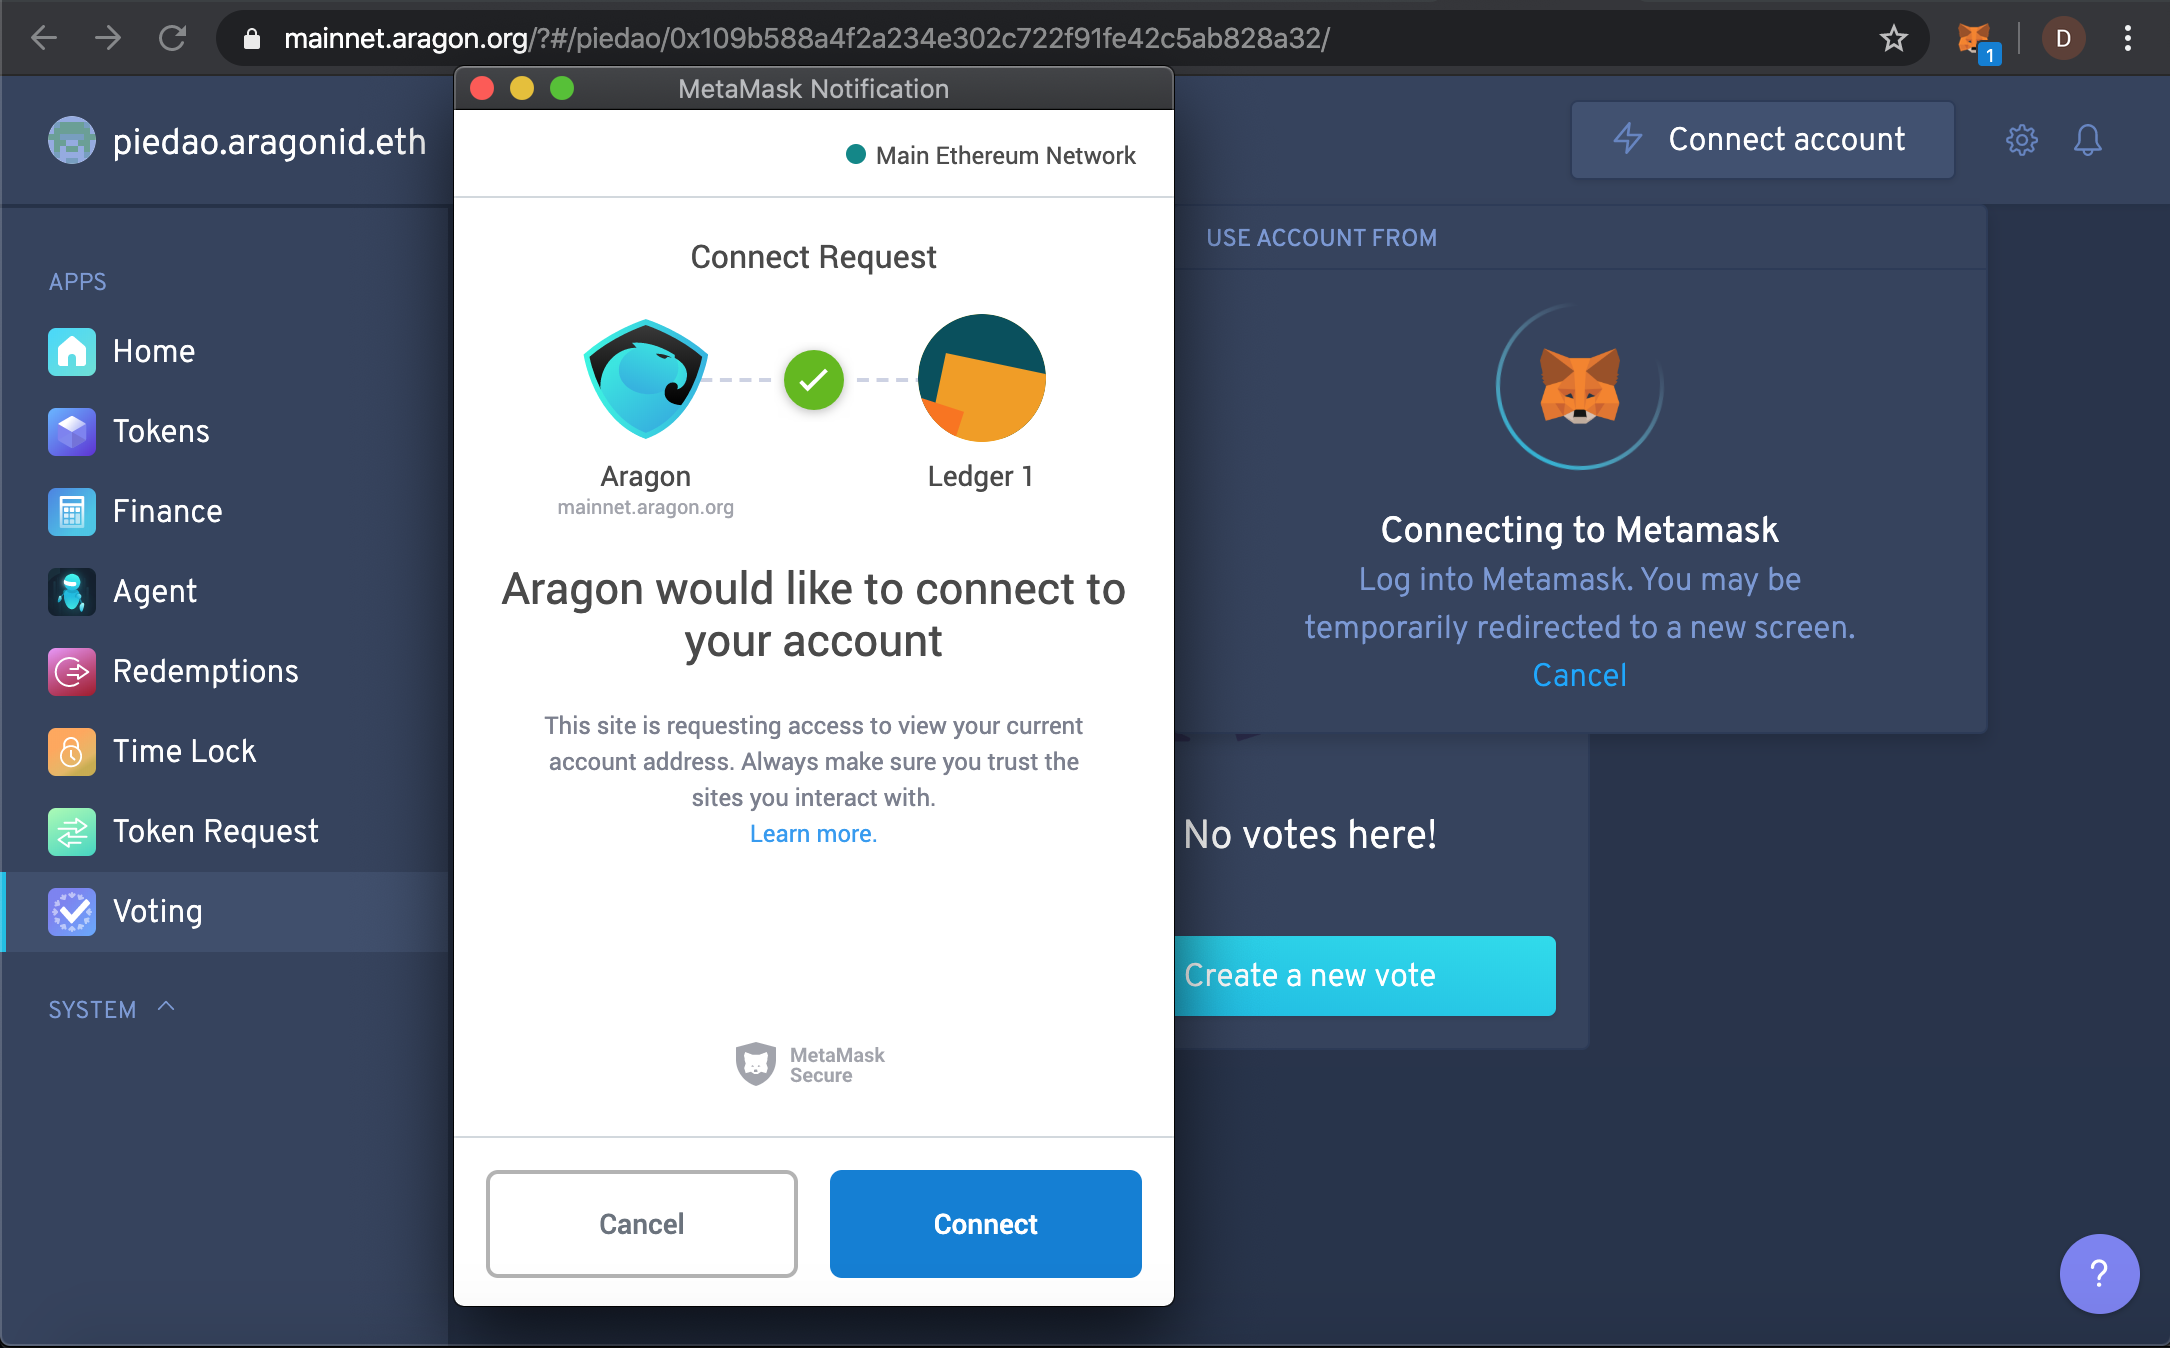 mainnet.aragon.org/?#/piedao/0x109b588a4f2a234e302c722f91fe42c5ab828a32/
1
D
MetaMask Notification
piedao.aragonid.eth
Connect account
Main Ethereum Network
USE ACCOUNT FROM
Connect Request
APPS
Home
Tokens
Finance
Agent
Redemptions
Time Lock
Token Request
Voting
SYSTEM
Aragon
mainnet.aragon.org
Ledger 1
Aragon would like to connect to
your account
This site is requesting access to view your current
account address. Always make sure you trust the
sites you interact with.
Learn more.
MetaMask
Secure
Cancel
Connect
Connecting to Metamask
Log into Metamask. You may be
temporarily redirected to a new screen.
Cancel
No votes here!
Create a new vote
?